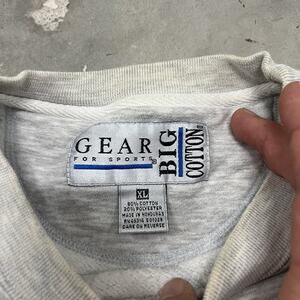 GEAR
FOR SPORTS®
BIG
COTTON
XL
80% COTTON
20% POLYESTER
MADE IN HONDURAS
CARE ON REVERSE